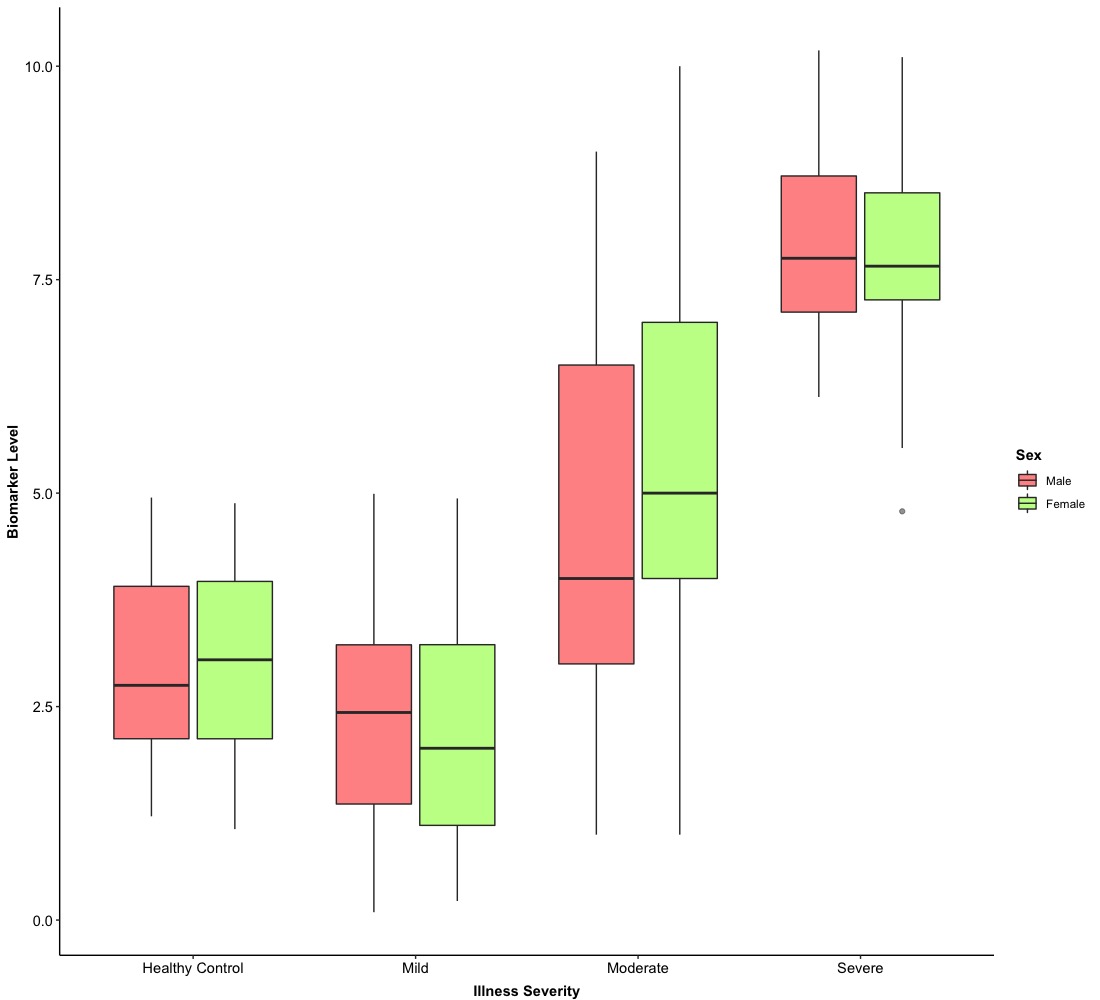 Biomarker Level
10.0
7.5
5.0
2.5
0.0
Healthy Control
Mild
Moderate
Severe
Illness Severity
Sex
Male
Female